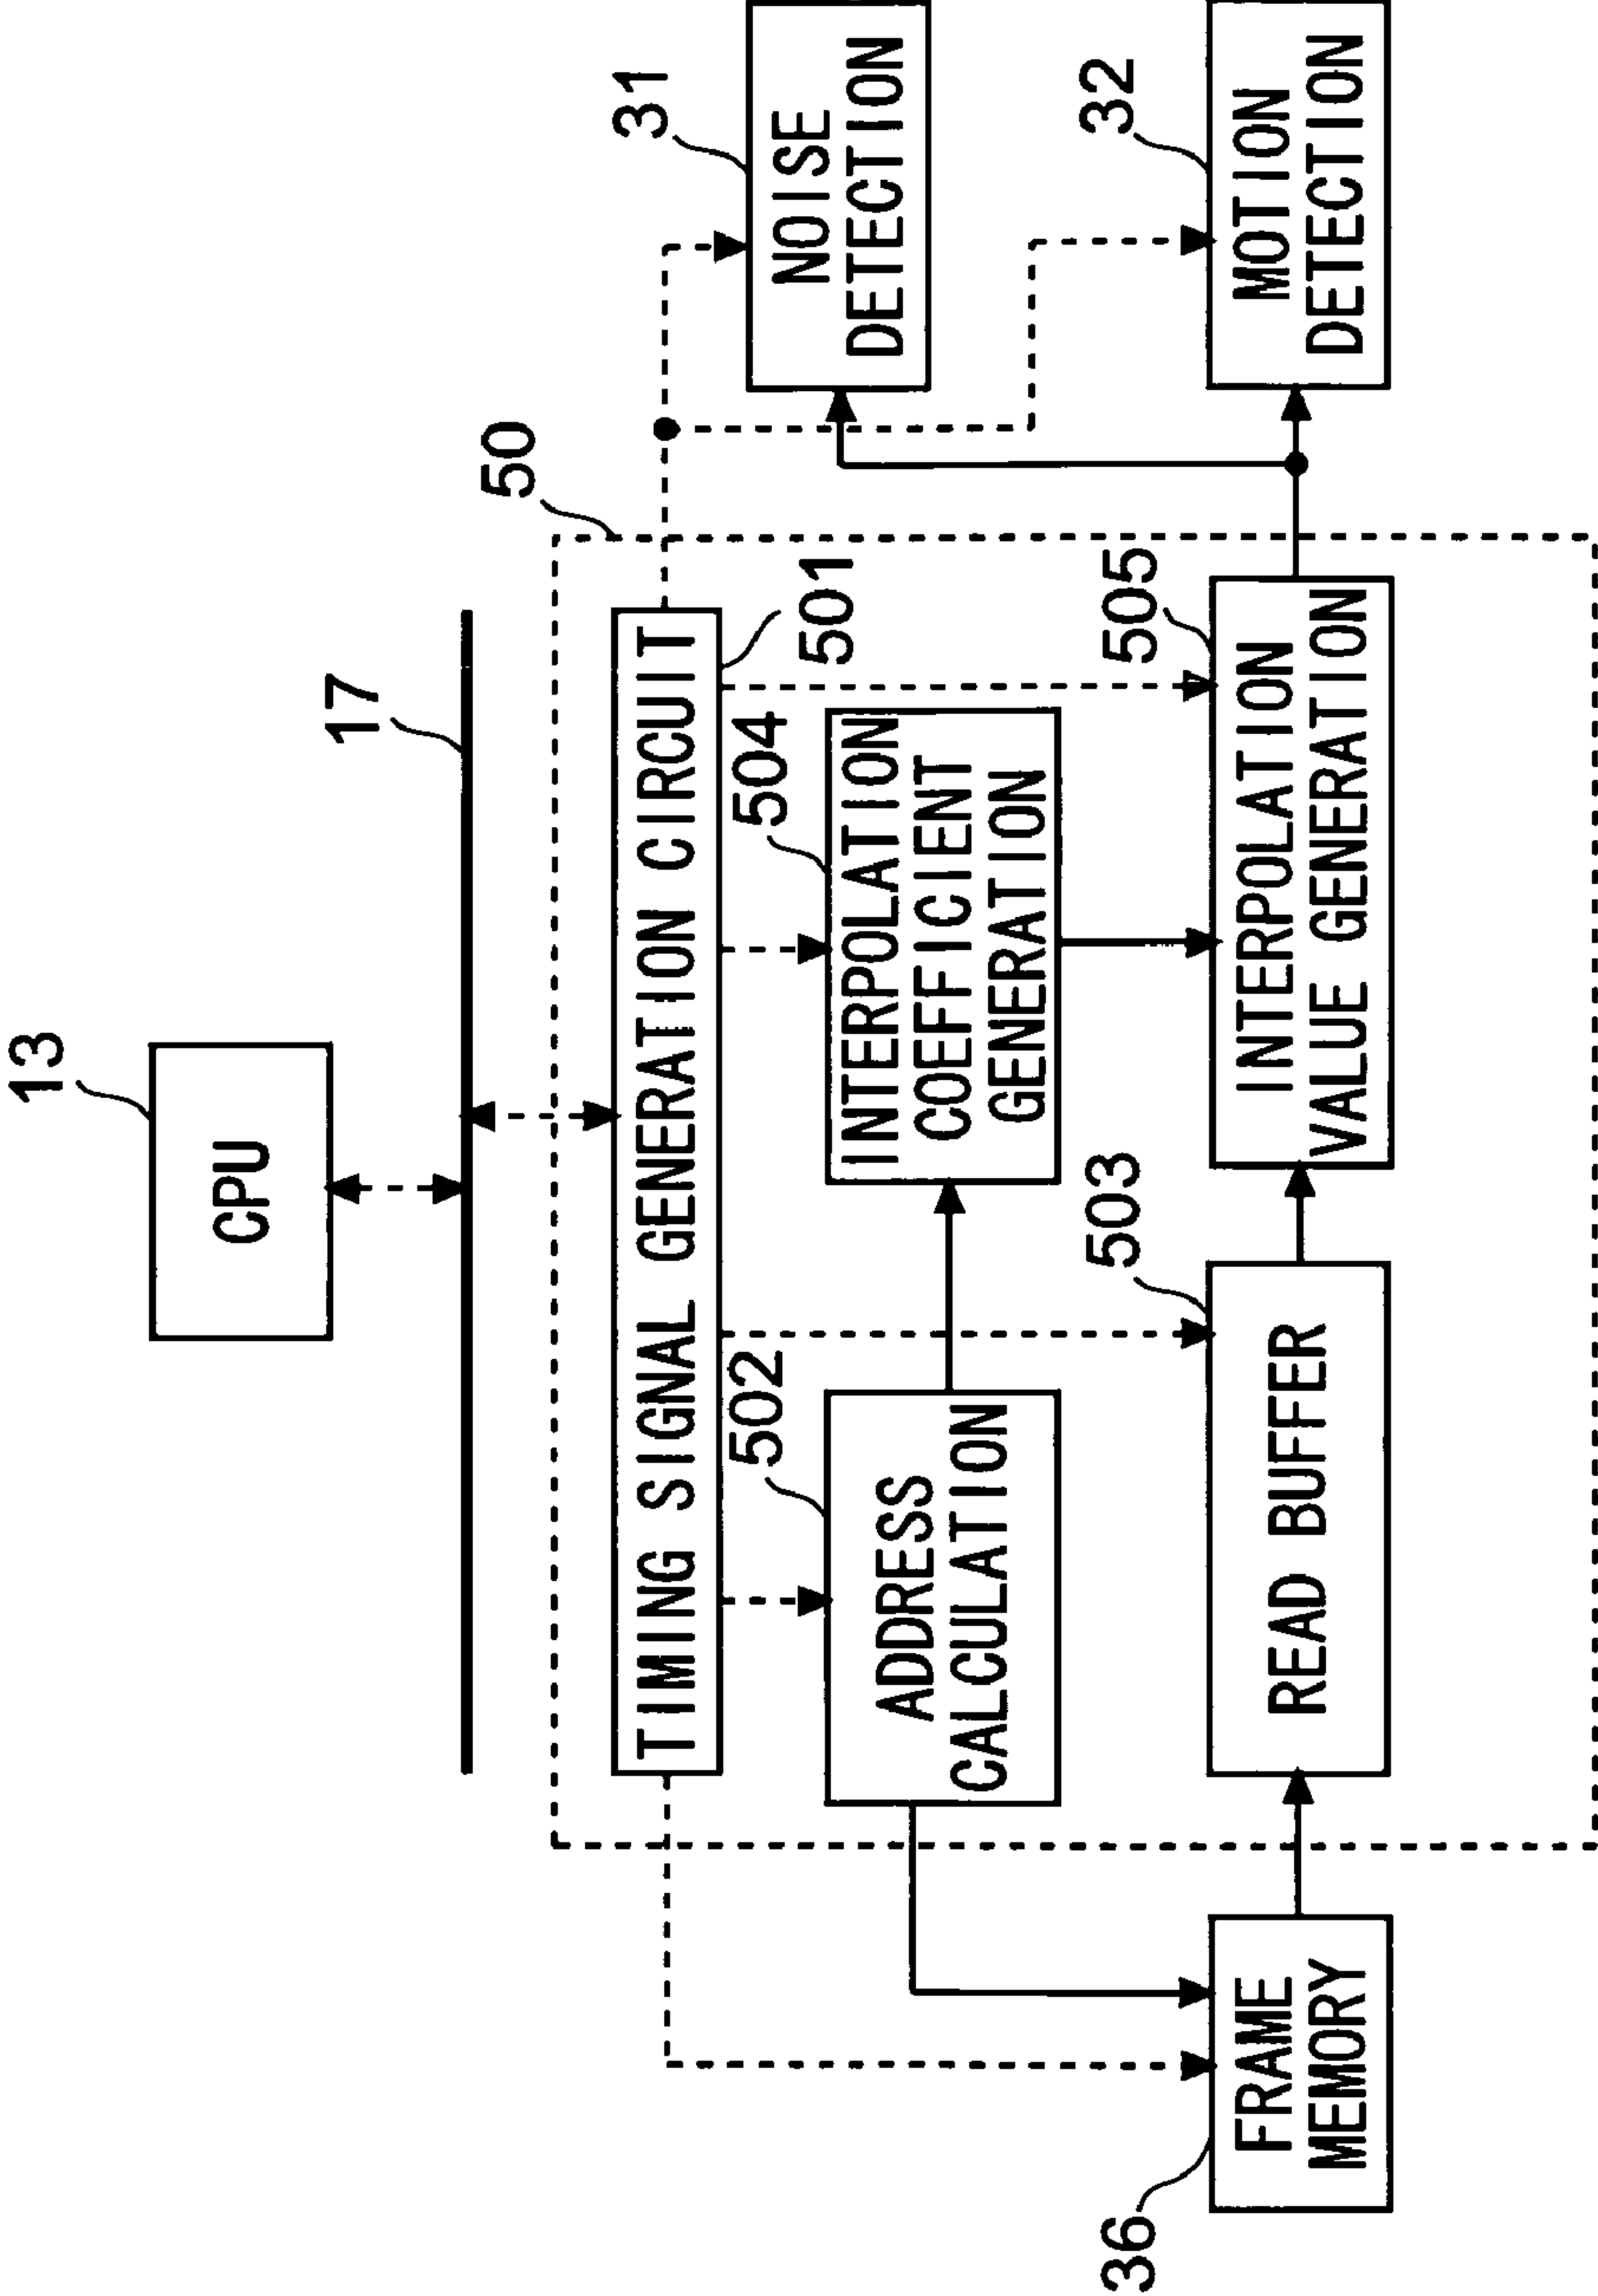 13
CPU
17
50
TIMING SIGNAL GENERATION CIRCUIT
501
31
NOISE
DETECTION
502
ADDRESS
CALCULATION
504
INTERPOLATION
COEFFICIENT
GENERATION
32
MOTION
DETECTION
36
FRAME
MEMORY
503
READ BUFFER
505
INTERPOLATION
VALUE GENERATION